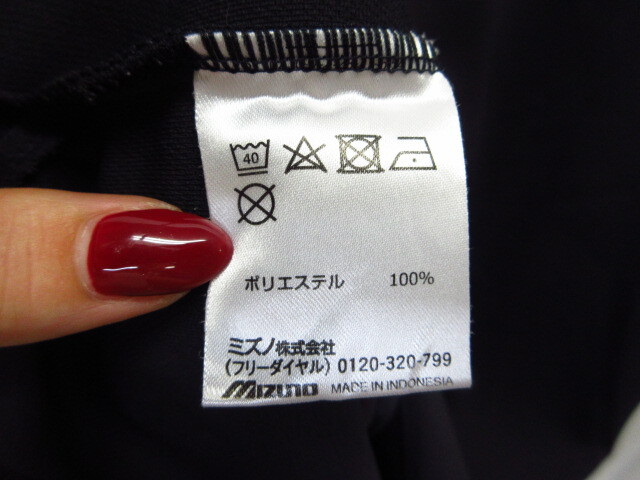 40
ポリエステル 100%
ミズノ株式会社
(フリーダイヤル) 0120-320-799
MIZUNO MADE IN INDONESIA